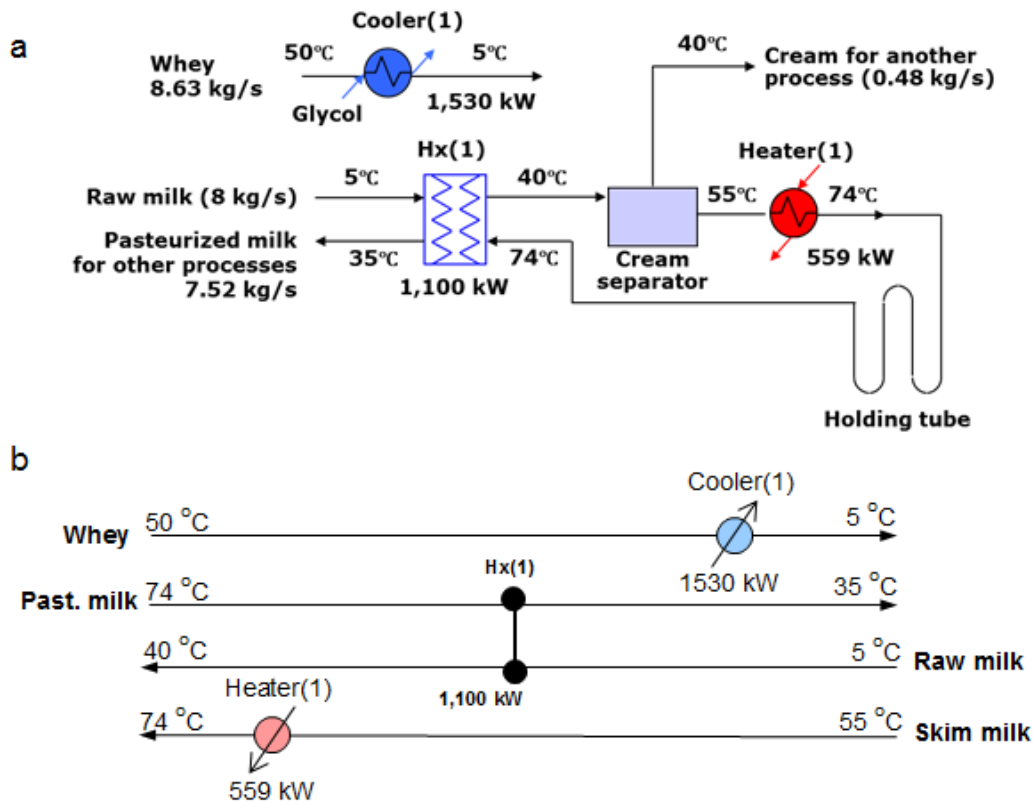 a
Cooler(1)
50℃
5℃
Whey
8.63 kg/s
Glycol
1,530 kW
40℃
Cream for another
process (0.48 kg/s)
Hx(1)
Heater(1)
Raw milk (8 kg/s)
5℃
40℃
55℃
74℃
Pasteurized milk
for other processes
7.52 kg/s
35℃
74℃
1,100 kW
Cream
separator
559 kW
Holding tube
b
Cooler(1)
Whey
50 °C
5 °C
1530 kW
Hx(1)
Past. milk
74 °C
35 °C
40 °C
5 °C
Raw milk
1,100 kW
Heater(1)
74 °C
55 °C
Skim milk
559 kW